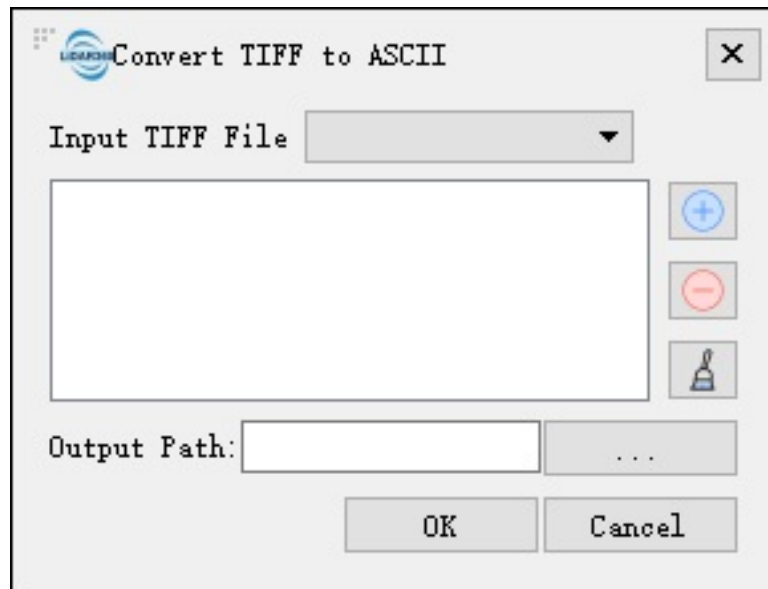 Convert TIFF to ASCII
Input TIFF File
Output Path:
...
OK
Cancel